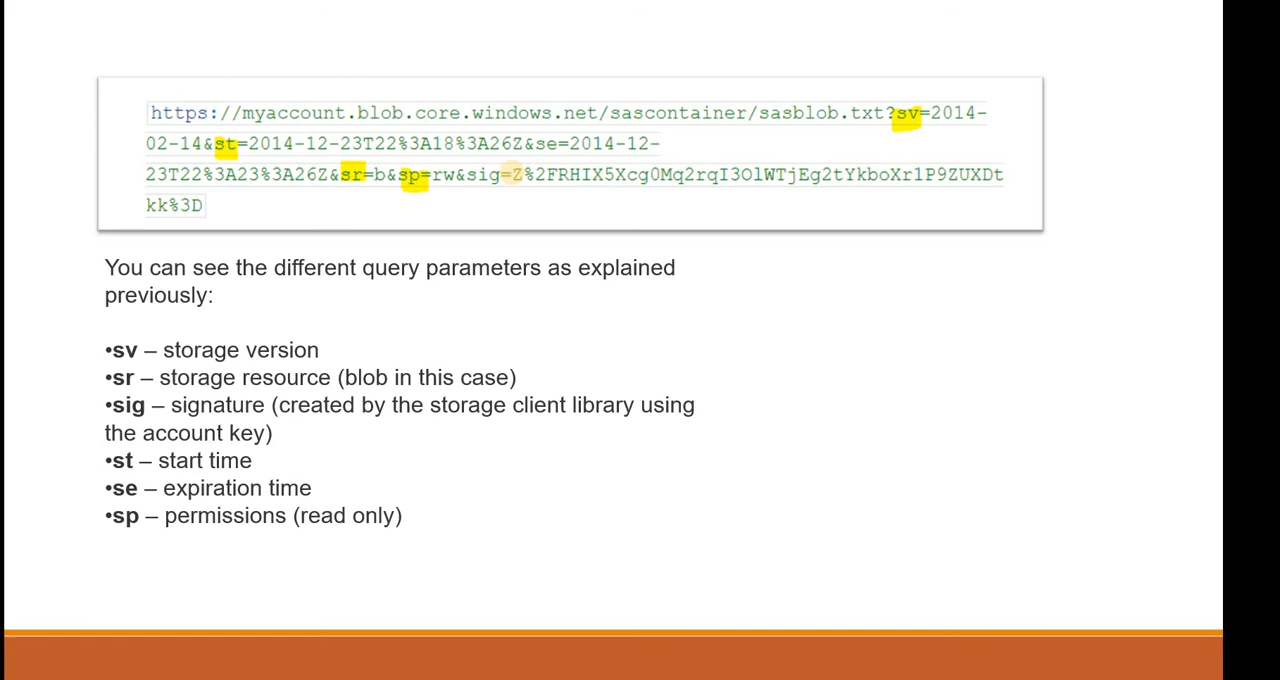 https://myaccount.blob.core.windows.net/sascontainer/sasblob.txt?sv=2014-
02-14&st=2014-12-23T22%3A18%3A26Z&se=2014-12-
23T22%3A23%3A26Z&sr=b&sp=rw&sig=Z%2FRHIX5Xcg0Mq2rqI3OlWTjEg2tYkboXr1P9ZUXDt
kk%3D
You can see the different query parameters as explained
previously:
•sv – storage version
•sr – storage resource (blob in this case)
•sig – signature (created by the storage client library using
the account key)
•st – start time
•se – expiration time
•sp – permissions (read only)